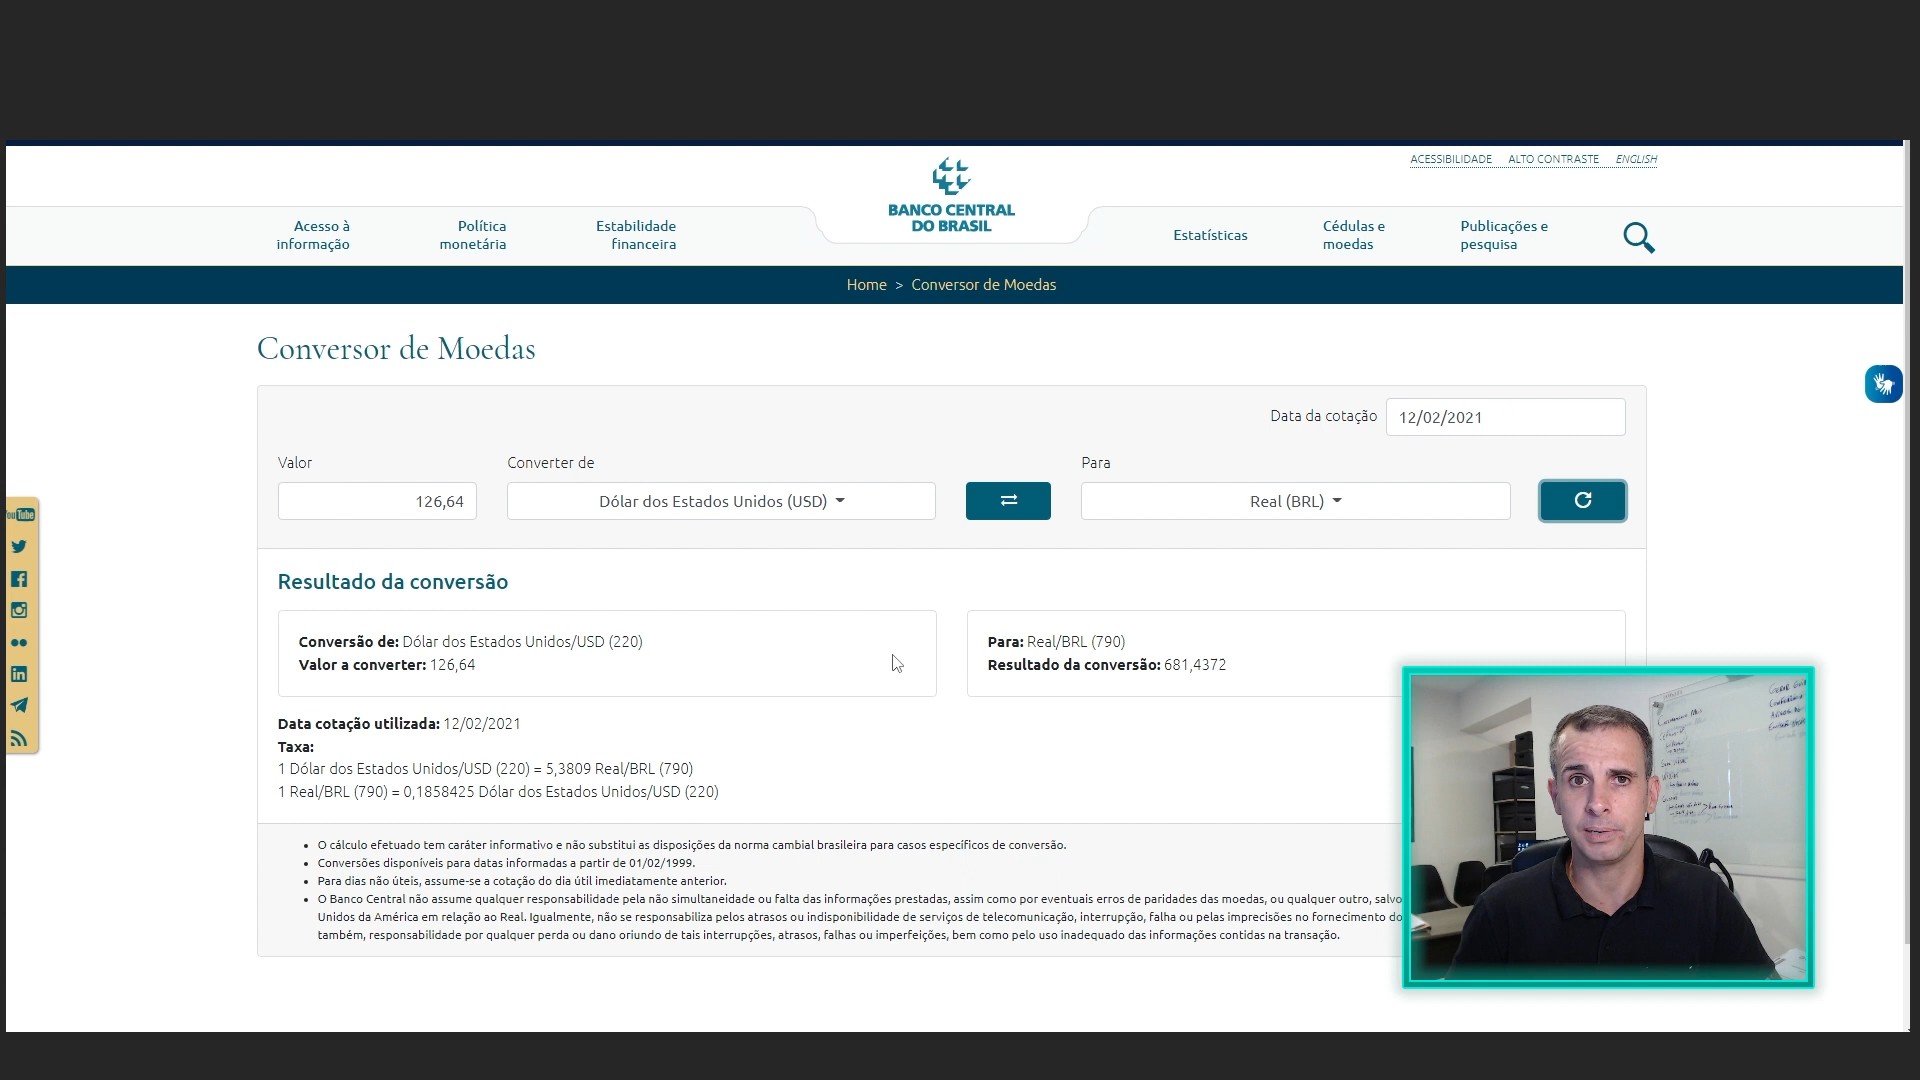 ACESSIBILIDADE ALTO CONTRASTE ENGLISH
BANCO CENTRAL
DO BRASIL
Acesso à
informação
Política
monetária
Estabilidade
financeira
Estatísticas
Cédulas e
moedas
Publicações e
pesquisa
Home > Conversor de Moedas
Conversor de Moedas
Data da cotação 12/02/2021
Valor Converter de Para
126,64 Dólar dos Estados Unidos (USD) Real (BRL)
Resultado da conversão
Conversão de: Dólar dos Estados Unidos/USD (220)
Valor a converter: 126,64
Para: Real/BRL (790)
Resultado da conversão: 681,4372
Data cotação utilizada: 12/02/2021
Taxa:
1 Dólar dos Estados Unidos/USD (220) = 5,3809 Real/BRL (790)
1 Real/BRL (790) = 0,1858425 Dólar dos Estados Unidos/USD (220)
• O cálculo efetuado tem caráter informativo e não substitui as disposições da norma cambial brasileira para casos específicos de conversão.
• Conversões disponíveis para datas informadas a partir de 01/02/1999.
• Para dias não úteis, assume-se a cotação do dia útil imediatamente anterior.
• O Banco Central não assume qualquer responsabilidade pela não simultaneidade ou falta das informações prestadas, assim como por eventuais erros de paridades das moedas, ou qualquer outro, salvo
Unidos da América em relação ao Real. Igualmente, não se responsabiliza pelos atrasos ou indisponibilidade de serviços de telecomunicação, interrupção, falha ou pelas imprecisões no fornecimento do
também, responsabilidade por qualquer perda ou dano oriundo de tais interrupções, atrasos, falhas ou imperfeições, bem como pelo uso inadequado das informações contidas na transação.